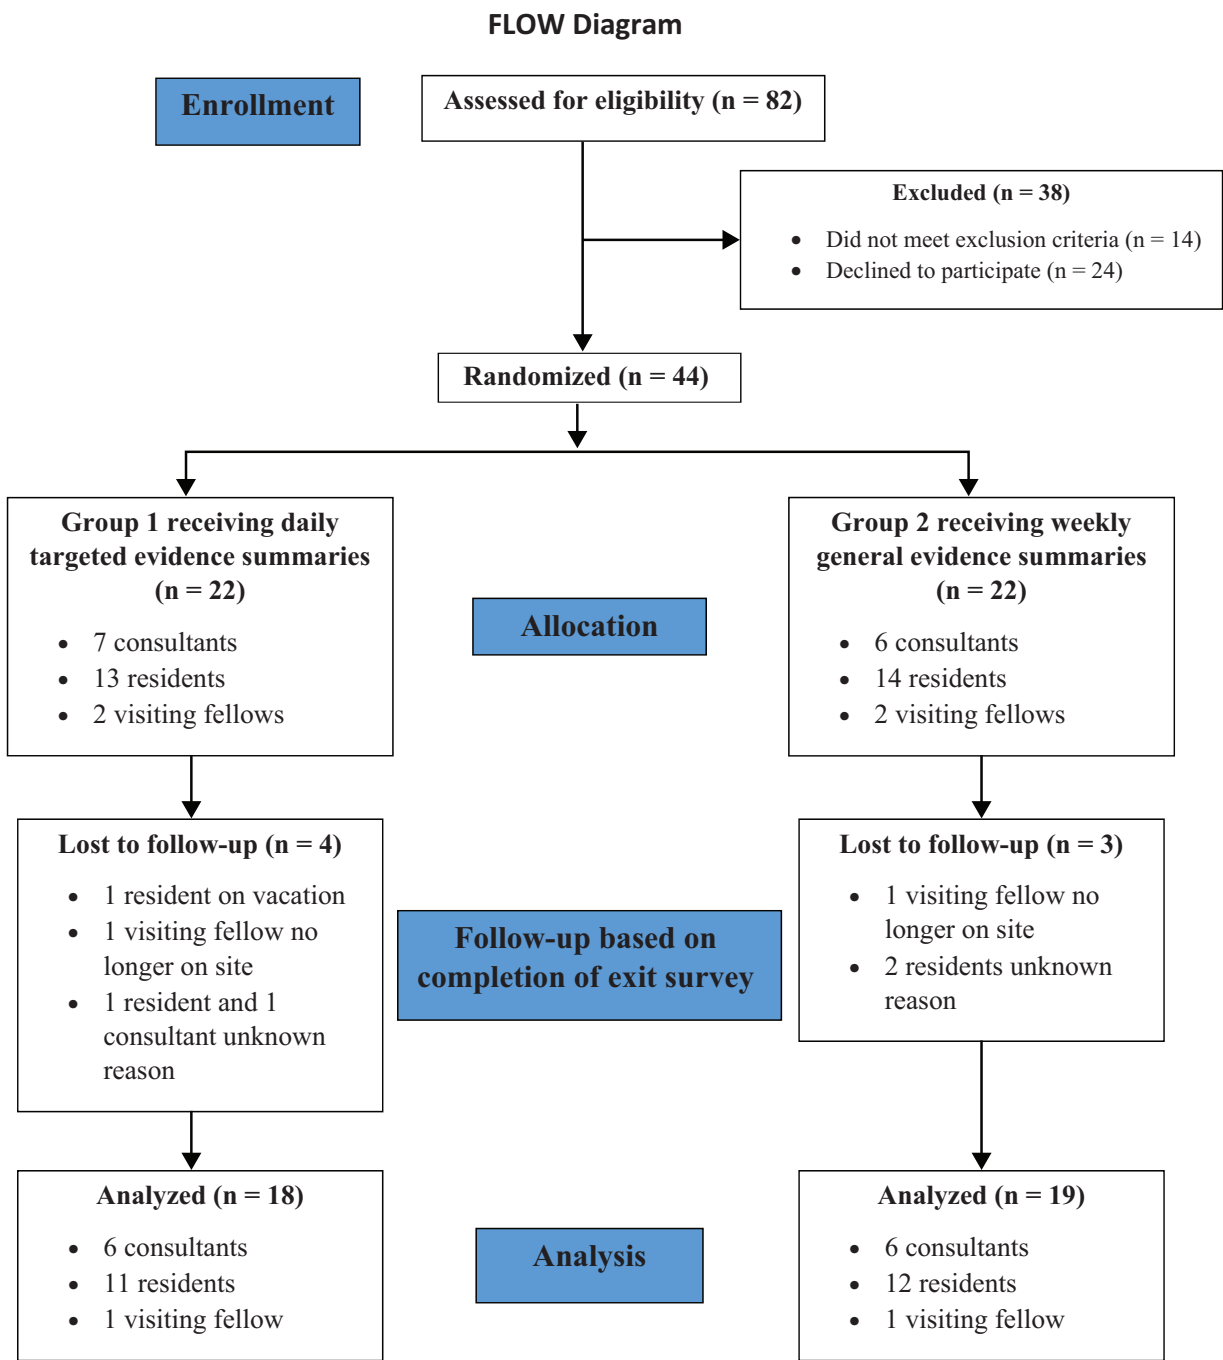 FLOW Diagram
Enrollment
Assessed for eligibility (n = 82)
Excluded (n = 38)
• Did not meet exclusion criteria (n = 14)
• Declined to participate (n = 24)
Randomized (n = 44)
Group 1 receiving daily
targeted evidence summaries
(n = 22)
• 7 consultants
• 13 residents
• 2 visiting fellows
Allocation
Group 2 receiving weekly
general evidence summaries
(n = 22)
• 6 consultants
• 14 residents
• 2 visiting fellows
Lost to follow-up (n = 4)
• 1 resident on vacation
• 1 visiting fellow no
longer on site
• 1 resident and 1
consultant unknown
reason
Follow-up based on
completion of exit survey
Lost to follow-up (n = 3)
• 1 visiting fellow no
longer on site
• 2 residents unknown
reason
Analyzed (n = 18)
• 6 consultants
• 11 residents
• 1 visiting fellow
Analysis
Analyzed (n = 19)
• 6 consultants
• 12 residents
• 1 visiting fellow